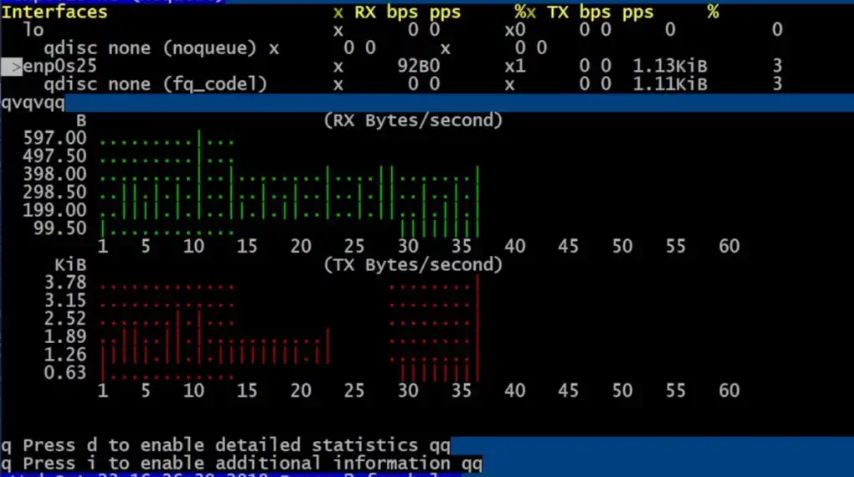 Interfaces x x RX bps pps %x TX bps pps %
lo x 0 0 x0 0 0 0 0
qdisc none (noqueue) x 0 0 x 0 0
>enp0s25 x 92B0 x1 0 0 1.13KiB 3
qdisc none (fq_codel) x 0 0 x 0 0 1.11KiB 3
qvqvqq
B (RX Bytes/second)
597.00
497.50
398.00
298.50
199.00
99.50
1 5 10 15 20 25 30 35 40 45 50 55 60
KiB (TX Bytes/second)
3.78
3.15
2.52
1.89
1.26
0.63
1 5 10 15 20 25 30 35 40 45 50 55 60
q Press d to enable detailed statistics qq
q Press i to enable additional information qq